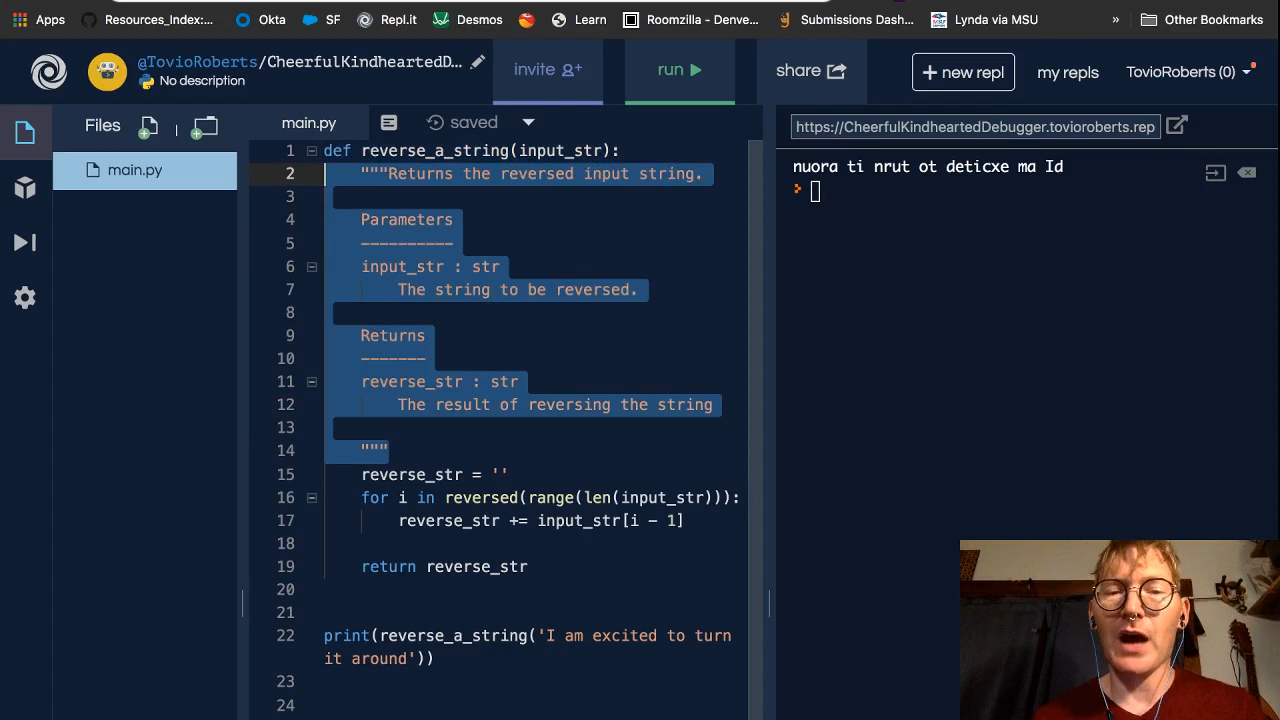 Apps Resources_Index:... Okta SF Repl.it Desmos Learn Roomzilla - Denve... Submissions Dash... Lynda via MSU » Other Bookmarks
@TovioRoberts/CheerfulKindheartedD...
No description
invite
run
share
+ new repl
my repls
TovioRoberts (0)
Files
main.py
main.py
saved
https://CheerfulKindheartedDebugger.tovioroberts.rep
1 def reverse_a_string(input_str):
2 """Returns the reversed input string.
3
4 Parameters
5 ----------
6 input_str : str
7 The string to be reversed.
8
9 Returns
10 -------
11 reverse_str : str
12 The result of reversing the string
13
14 """
15 reverse_str = ''
16 for i in reversed(range(len(input_str))):
17 reverse_str += input_str[i - 1]
18
19 return reverse_str
20
21
22 print(reverse_a_string('I am excited to turn
it around'))
23
24
nuora ti nrut ot deticxe ma Id